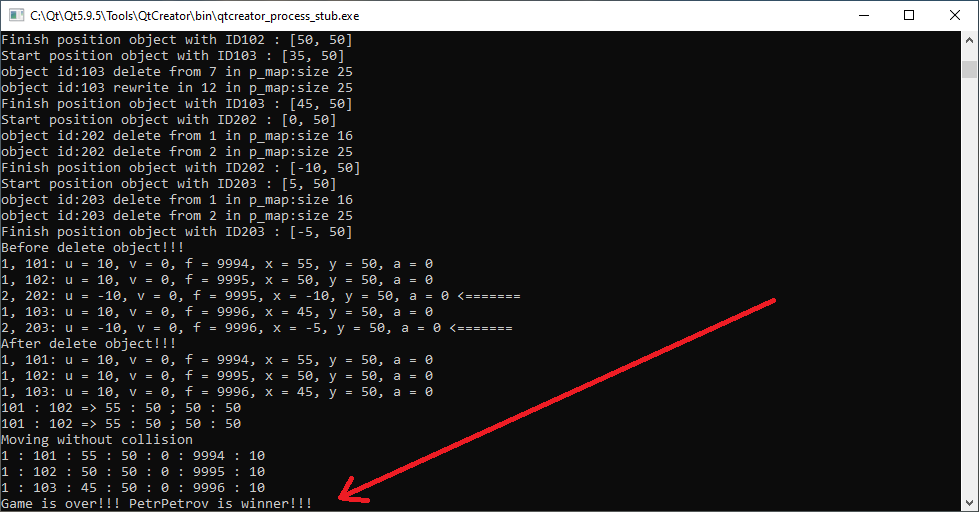 C:\Qt\Qt5.9.5\Tools\QtCreator\bin\qtcreator_process_stub.exe
Finish position object with ID102 : [50, 50]
Start position object with ID103 : [35, 50]
object id:103 delete from 7 in p_map:size 25
object id:103 rewrite in 12 in p_map:size 25
Finish position object with ID103 : [45, 50]
Start position object with ID202 : [0, 50]
object id:202 delete from 1 in p_map:size 16
object id:202 delete from 2 in p_map:size 25
Finish position object with ID202 : [-10, 50]
Start position object with ID203 : [5, 50]
object id:203 delete from 1 in p_map:size 16
object id:203 delete from 2 in p_map:size 25
Finish position object with ID203 : [-5, 50]
Before delete object!!!
1, 101: u = 10, v = 0, f = 9994, x = 55, y = 50, a = 0
1, 102: u = 10, v = 0, f = 9995, x = 50, y = 50, a = 0
2, 202: u = -10, v = 0, f = 9995, x = -10, y = 50, a = 0 <=======
1, 103: u = 10, v = 0, f = 9996, x = 45, y = 50, a = 0
2, 203: u = -10, v = 0, f = 9996, x = -5, y = 50, a = 0 <=======
After delete object!!!
1, 101: u = 10, v = 0, f = 9994, x = 55, y = 50, a = 0
1, 102: u = 10, v = 0, f = 9995, x = 50, y = 50, a = 0
1, 103: u = 10, v = 0, f = 9996, x = 45, y = 50, a = 0
101 : 102 => 55 : 50 ; 50 : 50
101 : 102 => 55 : 50 ; 50 : 50
Moving without collision
1 : 101 : 55 : 50 : 0 : 9994 : 10
1 : 102 : 50 : 50 : 0 : 9995 : 10
1 : 103 : 45 : 50 : 0 : 9996 : 10
Game is over!!! PetrPetrov is winner!!!